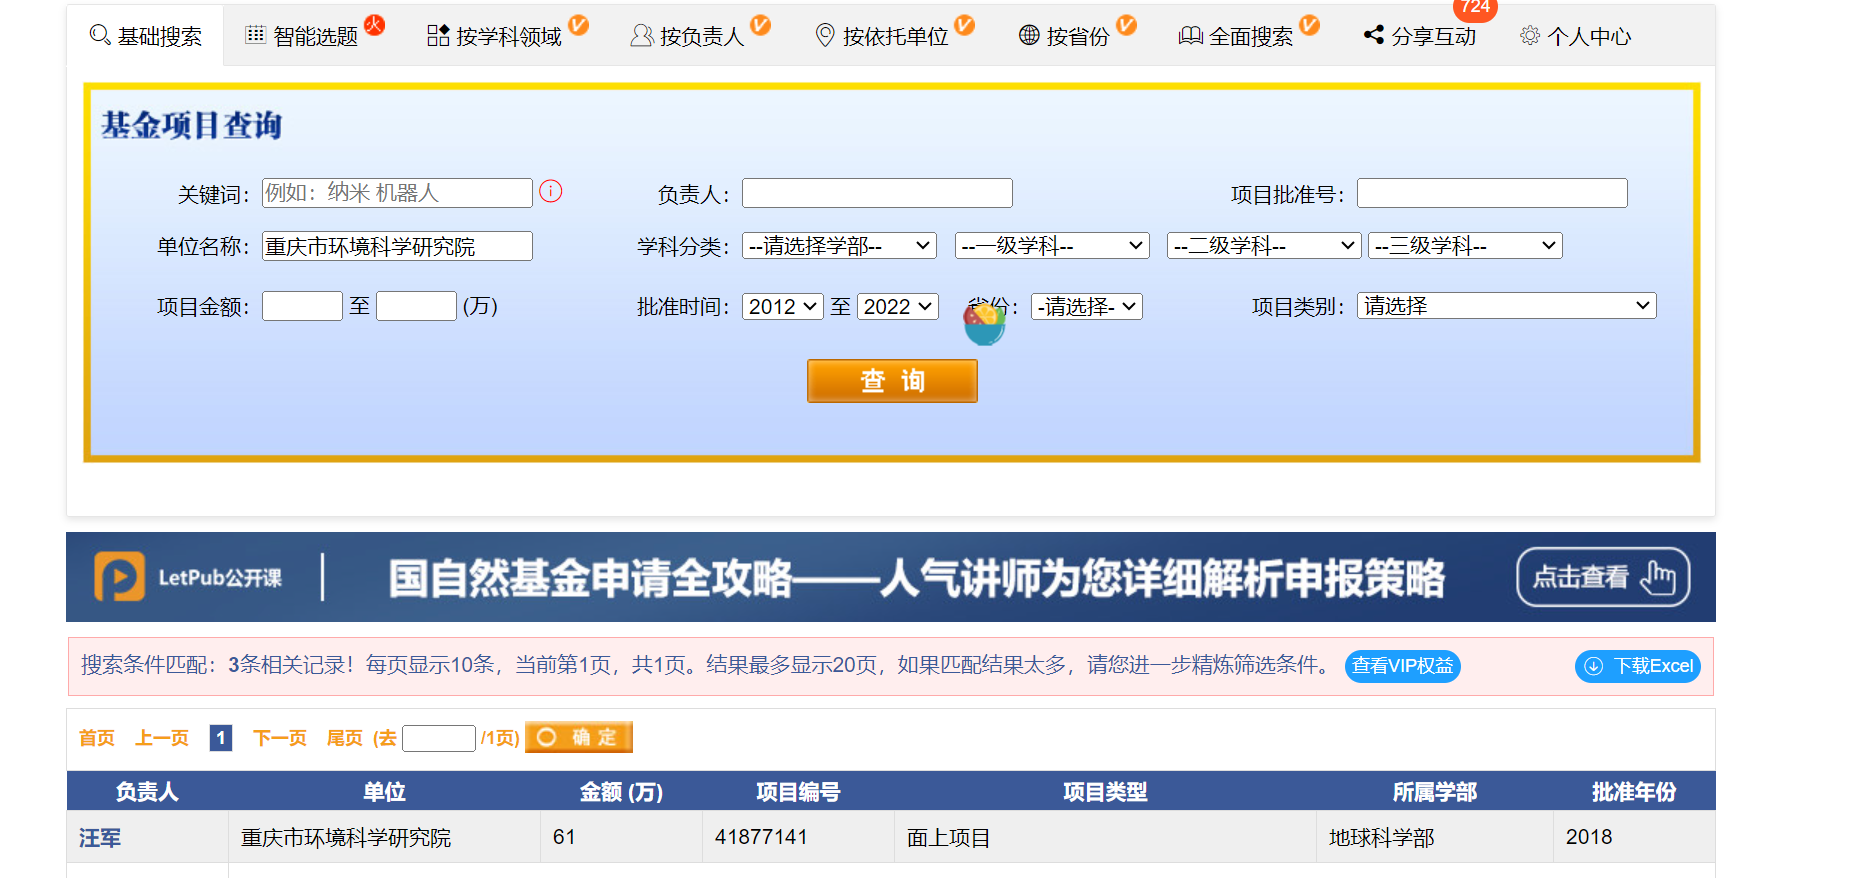 724
基础搜索 智能选题 火 按学科领域 按负责人 按依托单位 按省份 全面搜索 分享互动 个人中心
基金项目查询
关键词： 例如：纳米 机器人 负责人： 项目批准号：
单位名称： 重庆市环境科学研究院 学科分类： --请选择学部-- --一级学科-- --二级学科-- --三级学科--
项目金额： 至 (万) 批准时间： 2012 至 2022 省份： -请选择- 项目类别： 请选择
查 询
LetPub公开课 国自然基金申请全攻略——人气讲师为您详细解析申报策略 点击查看
搜索条件匹配：3条相关记录！每页显示10条，当前第1页，共1页。结果最多显示20页，如果匹配结果太多，请您进一步精炼筛选条件。 查看VIP权益 下载Excel
首页 上一页 1 下一页 尾页 (去 /1页) 确 定
负责人 单位 金额 (万) 项目编号 项目类型 所属学部 批准年份
汪军 重庆市环境科学研究院 61 41877141 面上项目 地球科学部 2018